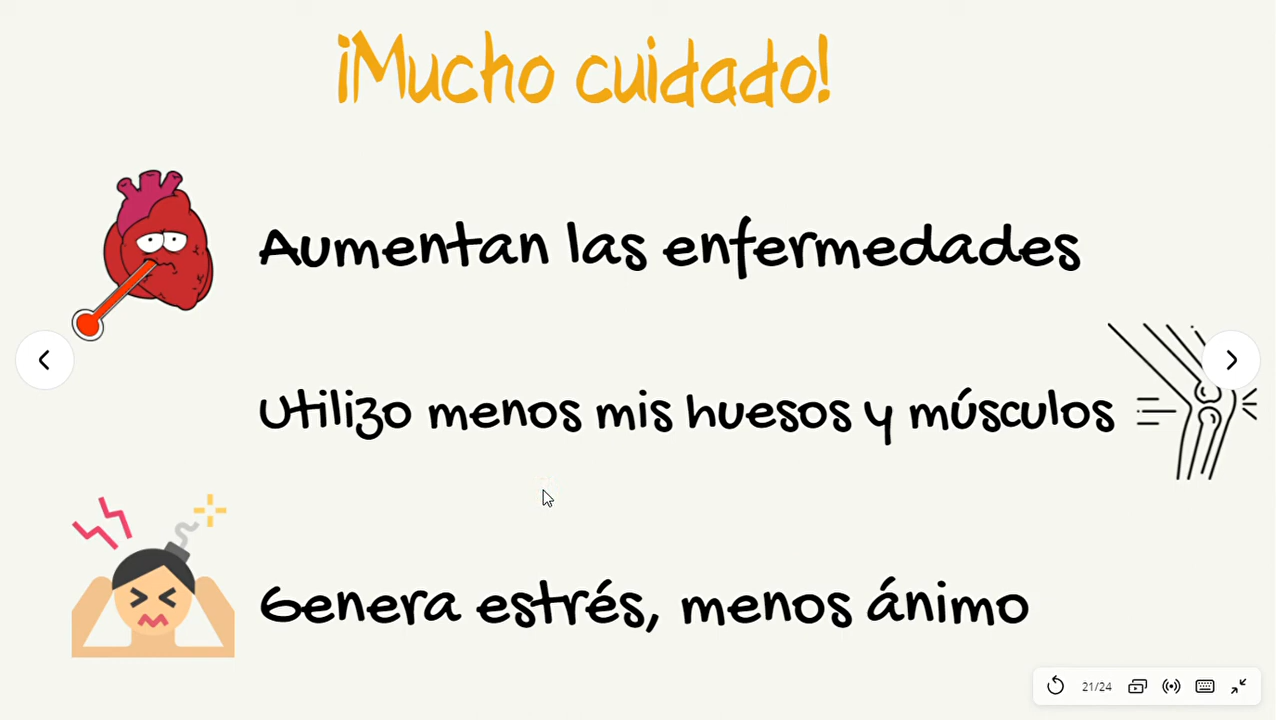 ¡Mucho cuidado!
Aumentan las enfermedades
Utilizo menos mis huesos y músculos
Genera estrés, menos ánimo
21/24